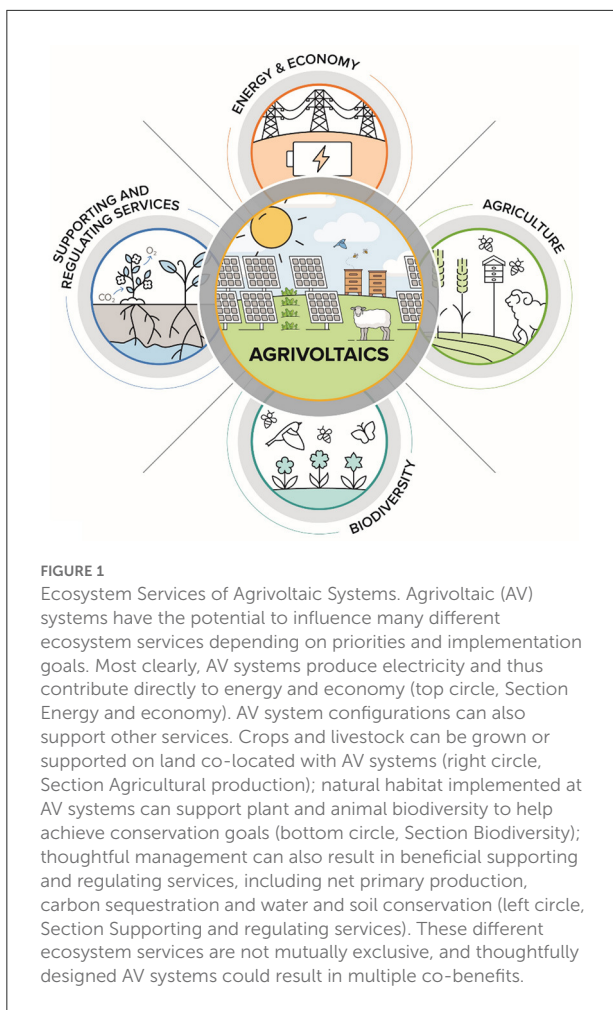 ENERGY & ECONOMY
SUPPORTING AND
REGULATING SERVICES
AGRICULTURE
O₂
CO₂
AGRIVOLTAICS
BIODIVERSITY
FIGURE 1
Ecosystem Services of Agrivoltaic Systems. Agrivoltaic (AV)
systems have the potential to influence many different
ecosystem services depending on priorities and implementation
goals. Most clearly, AV systems produce electricity and thus
contribute directly to energy and economy (top circle, Section
Energy and economy). AV system configurations can also
support other services. Crops and livestock can be grown or
supported on land co-located with AV systems (right circle,
Section Agricultural production); natural habitat implemented at
AV systems can support plant and animal biodiversity to help
achieve conservation goals (bottom circle, Section Biodiversity);
thoughtful management can also result in beneficial supporting
and regulating services, including net primary production,
carbon sequestration and water and soil conservation (left circle,
Section Supporting and regulating services). These different
ecosystem services are not mutually exclusive, and thoughtfully
designed AV systems could result in multiple co-benefits.